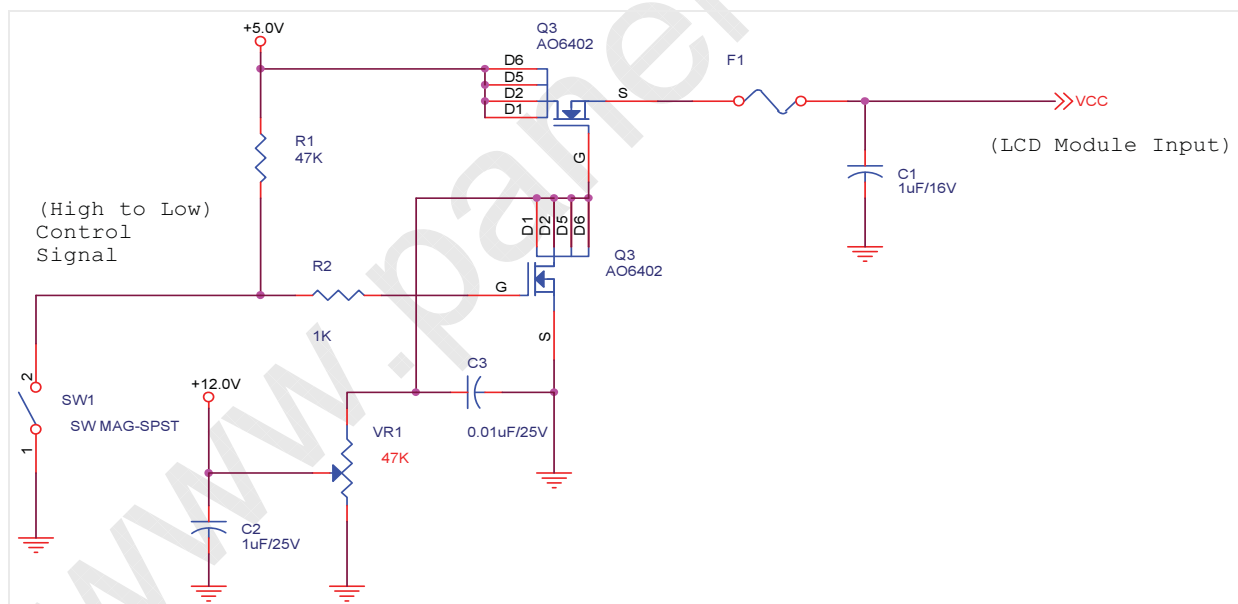 +5.0V
Q3
AO6402
D6
D5
D2
D1
S
G
F1
VCC
(LCD Module Input)
C1
1uF/16V
R1
47K
(High to Low)
Control
Signal
D1
D2
D5
D6
Q3
AO6402
R2
1K
G
S
C3
0.01uF/25V
2
SW1
SW MAG-SPST
1
+12.0V
VR1
47K
C2
1uF/25V
www.pane